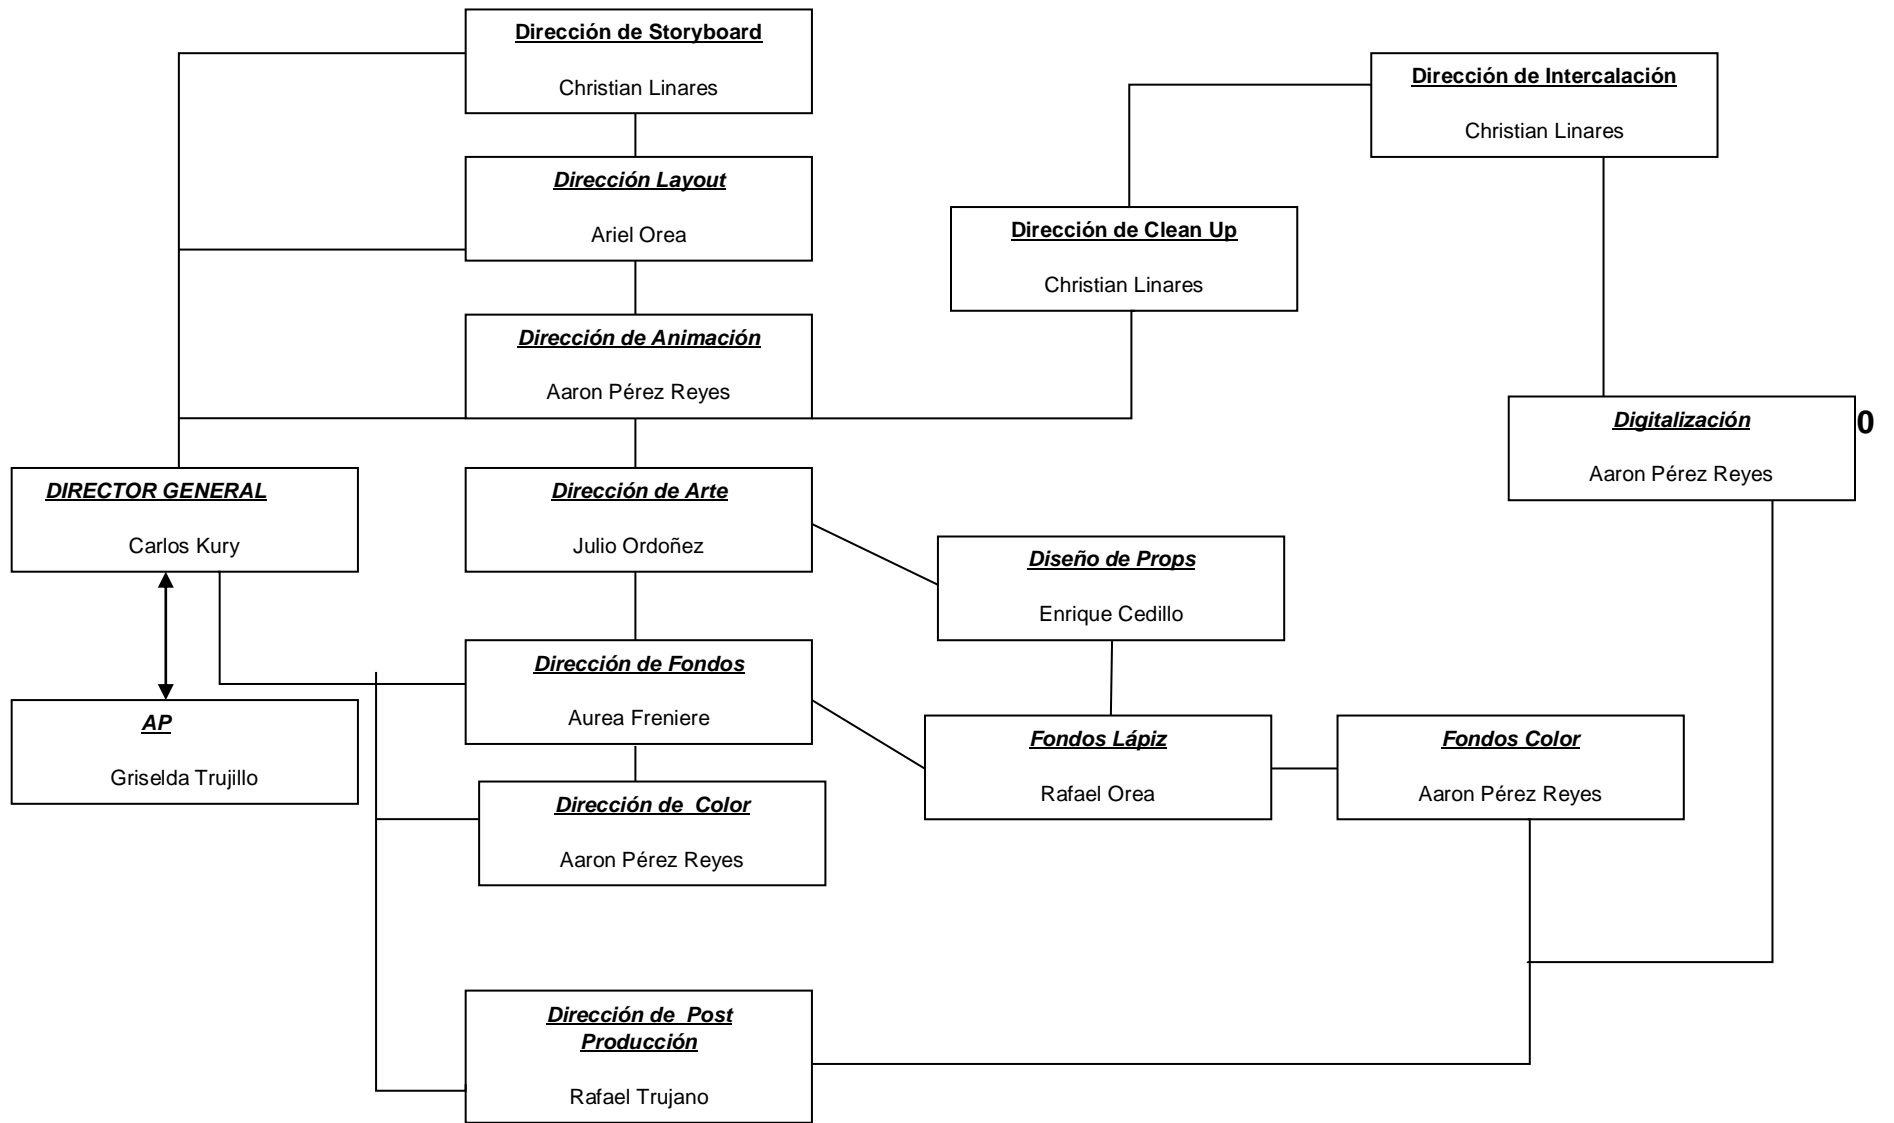 Dirección de Storyboard
Christian Linares
Dirección de Intercalación
Christian Linares
Dirección Layout
Ariel Orea
Dirección de Clean Up
Christian Linares
Dirección de Animación
Aaron Pérez Reyes
Digitalización
Aaron Pérez Reyes
0
DIRECTOR GENERAL
Carlos Kury
Dirección de Arte
Julio Ordoñez
Diseño de Props
Enrique Cedillo
Dirección de Fondos
Aurea Freniere
AP
Griselda Trujillo
Fondos Lápiz
Rafael Orea
Fondos Color
Aaron Pérez Reyes
Dirección de  Color
Aaron Pérez Reyes
Dirección de  Post
Producción
Rafael Trujano